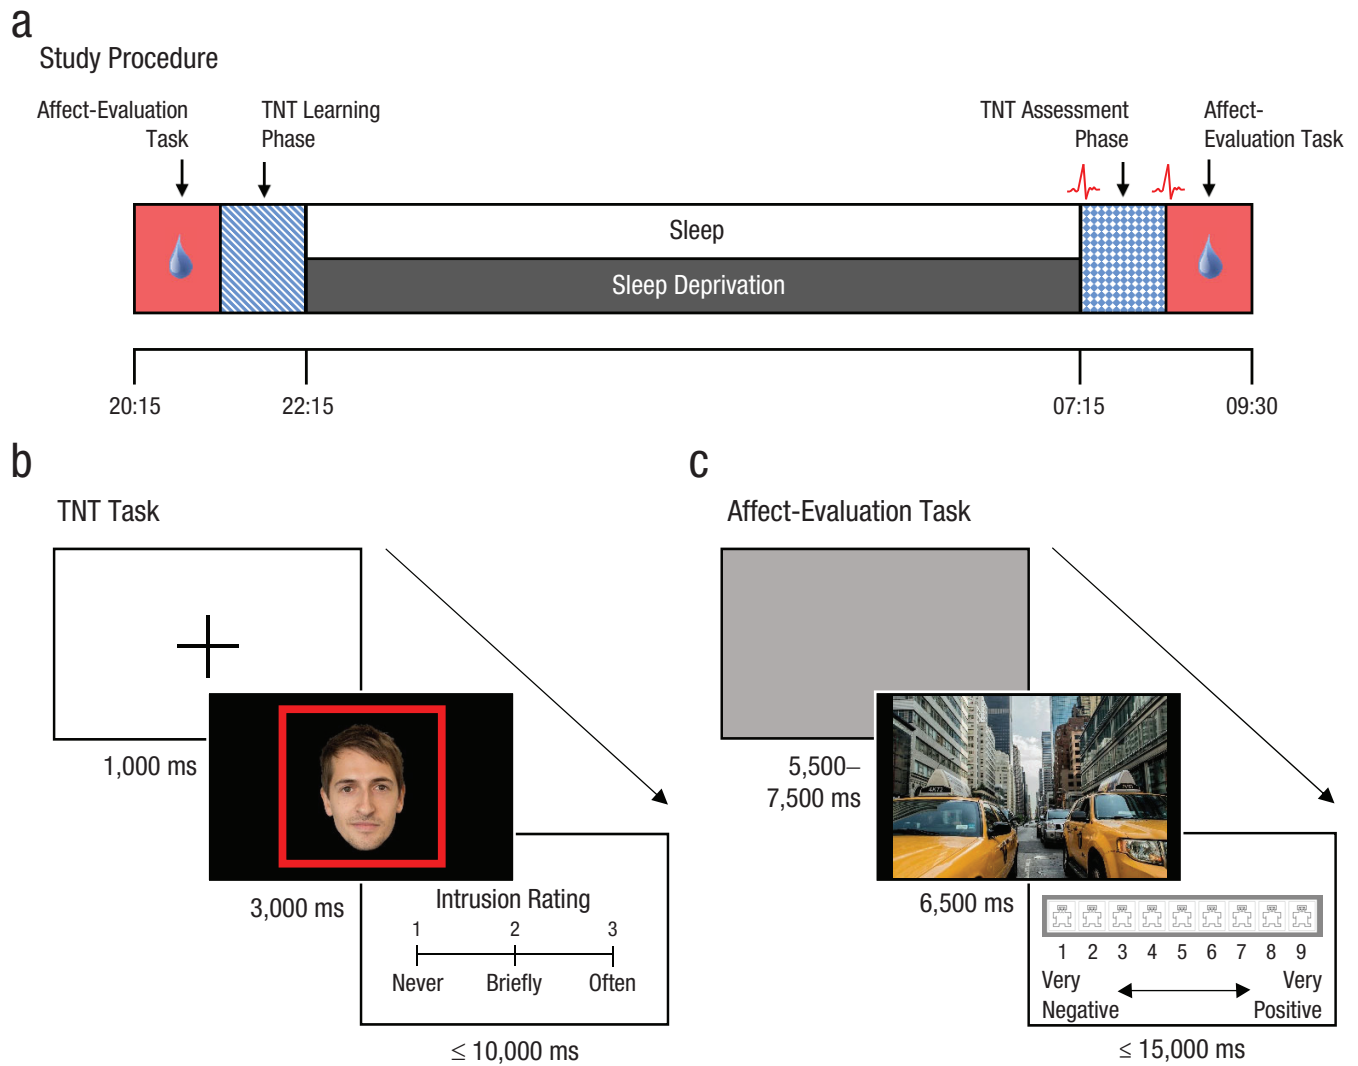 a
Study Procedure
Affect-Evaluation
Task
TNT Learning
Phase
TNT Assessment
Phase
Affect-
Evaluation Task
Sleep
Sleep Deprivation
20:15
22:15
07:15
09:30
b
TNT Task
1,000 ms
3,000 ms
Intrusion Rating
1 2 3
Never Briefly Often
≤ 10,000 ms
c
Affect-Evaluation Task
5,500–
7,500 ms
6,500 ms
1 2 3 4 5 6 7 8 9
Very Very
Negative Positive
≤ 15,000 ms